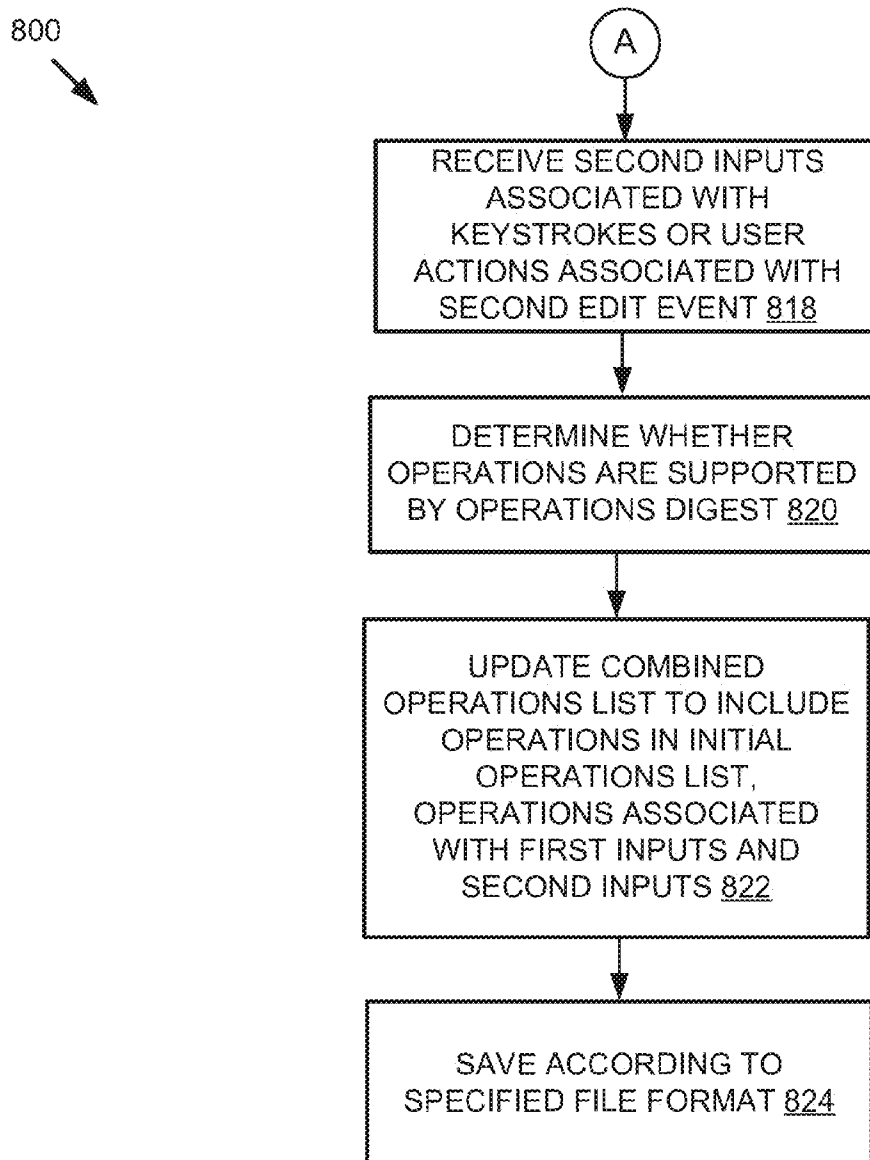 800
A
RECEIVE SECOND INPUTS
ASSOCIATED WITH
KEYSTROKES OR USER
ACTIONS ASSOCIATED WITH
SECOND EDIT EVENT 818
DETERMINE WHETHER
OPERATIONS ARE SUPPORTED
BY OPERATIONS DIGEST 820
UPDATE COMBINED
OPERATIONS LIST TO INCLUDE
OPERATIONS IN INITIAL
OPERATIONS LIST,
OPERATIONS ASSOCIATED
WITH FIRST INPUTS AND
SECOND INPUTS 822
SAVE ACCORDING TO
SPECIFIED FILE FORMAT 824